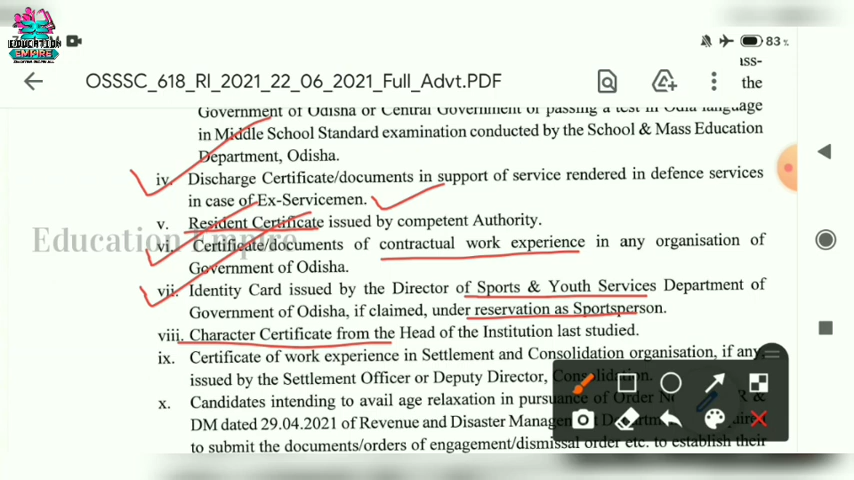 EDUCATION
EMPIRE
83%
OSSSC_618_RI_2021_22_06_2021_Full_Advt.PDF
iss-
the
Government of Odisha or Central Government of passing a test in Odia language
in Middle School Standard examination conducted by the School & Mass Education
Department, Odisha.
iv. Discharge Certificate/documents in support of service rendered in defence services
in case of Ex-Servicemen.
v. Resident Certificate issued by competent Authority.
Education Empire
vi. Certificate/documents of contractual work experience in any organisation of
Government of Odisha.
vii. Identity Card issued by the Director of Sports & Youth Services Department of
Government of Odisha, if claimed, under reservation as Sportsperson.
viii. Character Certificate from the Head of the Institution last studied.
ix. Certificate of work experience in Settlement and Consolidation organisation, if any
issued by the Settlement Officer or Deputy Director, Consolidation.
x. Candidates intending to avail age relaxation in pursuance of Order R &
DM dated 29.04.2021 of Revenue and Disaster
to submit the documents/orders of engagement/dismissal order etc. to establish their